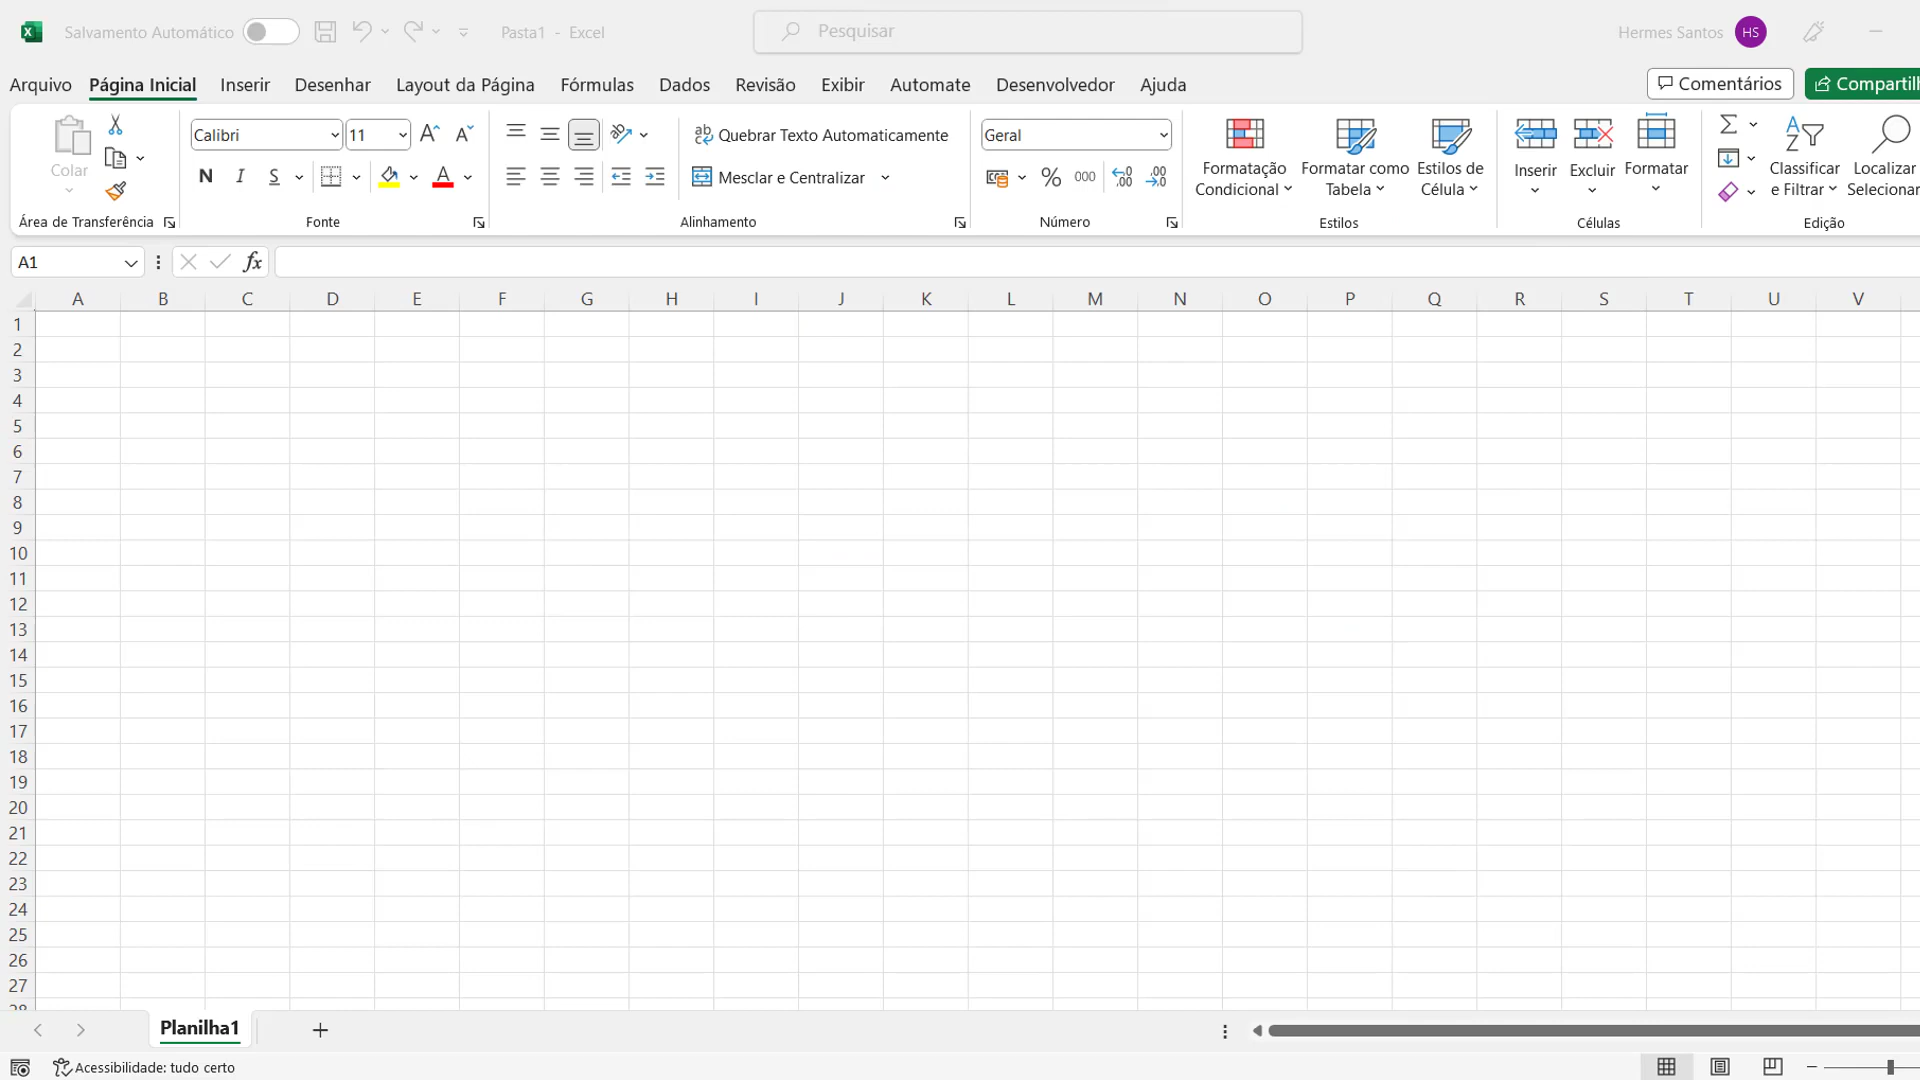 Salvamento Automático
Pasta1 - Excel
Pesquisar
Hermes Santos
HS
Arquivo
Página Inicial
Inserir
Desenhar
Layout da Página
Fórmulas
Dados
Revisão
Exibir
Automate
Desenvolvedor
Ajuda
Comentários
Compartilh
Colar
Área de Transferência
Calibri
11
N I S
A
Fonte
Quebrar Texto Automaticamente
Mesclar e Centralizar
Alinhamento
Geral
% 000
Número
Formatação
Condicional
Formatar como
Tabela
Estilos de
Célula
Estilos
Inserir
Excluir
Formatar
Células
Classificar
e Filtrar
Localizar
Selecionar
Edição
A1
fx
A B C D E F G H I J K L M N O P Q R S T U V
1
2
3
4
5
6
7
8
9
10
11
12
13
14
15
16
17
18
19
20
21
22
23
24
25
26
27
28
Planilha1
Acessibilidade: tudo certo